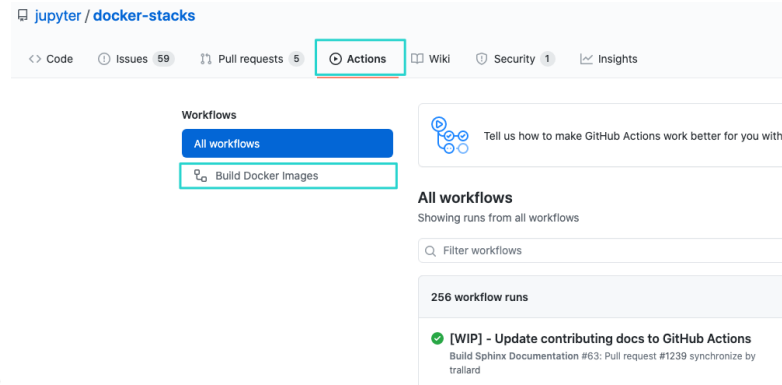 jupyter / docker-stacks
Code Issues 59 Pull requests 5 Actions Wiki Security 1 Insights
Workflows
All workflows
Build Docker Images
Tell us how to make GitHub Actions work better for you with
All workflows
Showing runs from all workflows
Filter workflows
256 workflow runs
[WIP] - Update contributing docs to GitHub Actions
Build Sphinx Documentation #63: Pull request #1239 synchronize by
trallard